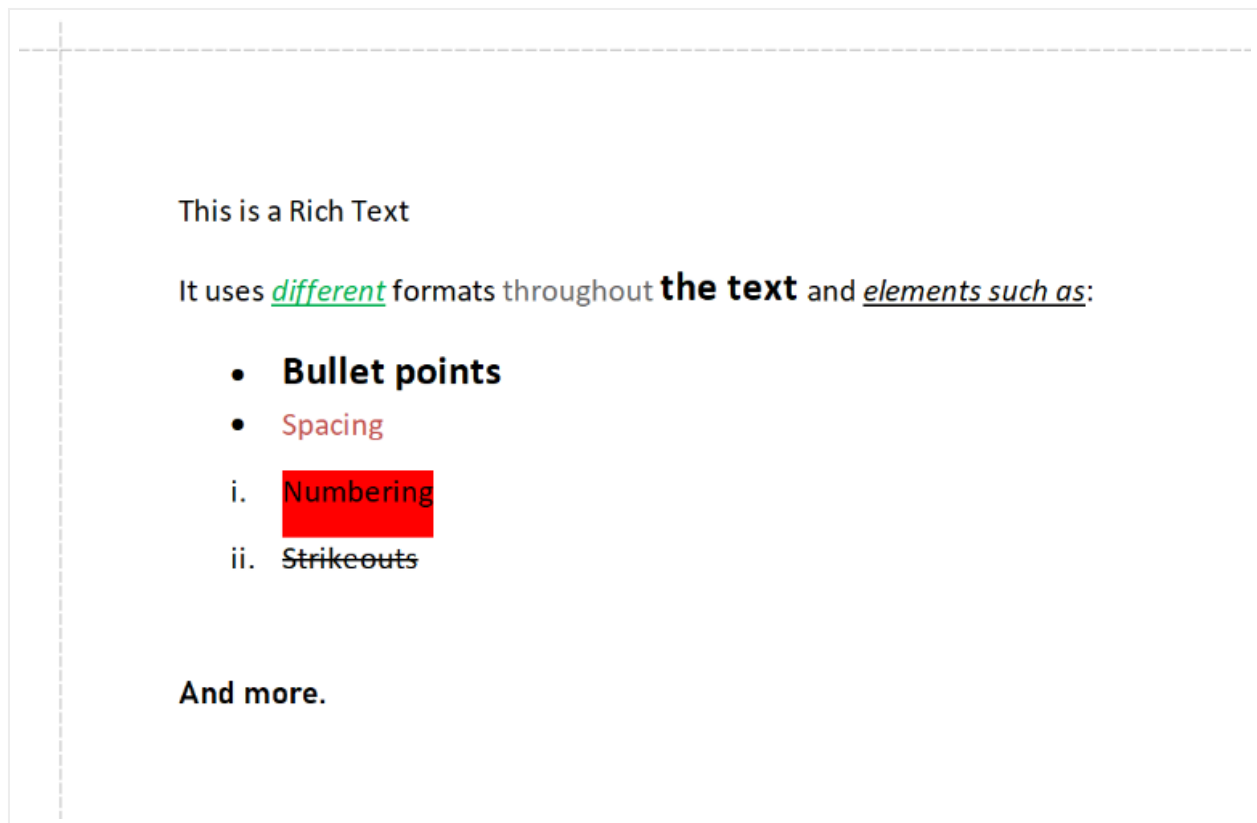 This is a Rich Text
It uses different formats throughout the text and elements such as:
• Bullet points
• Spacing
i. Numbering
ii. Strikeouts
And more.